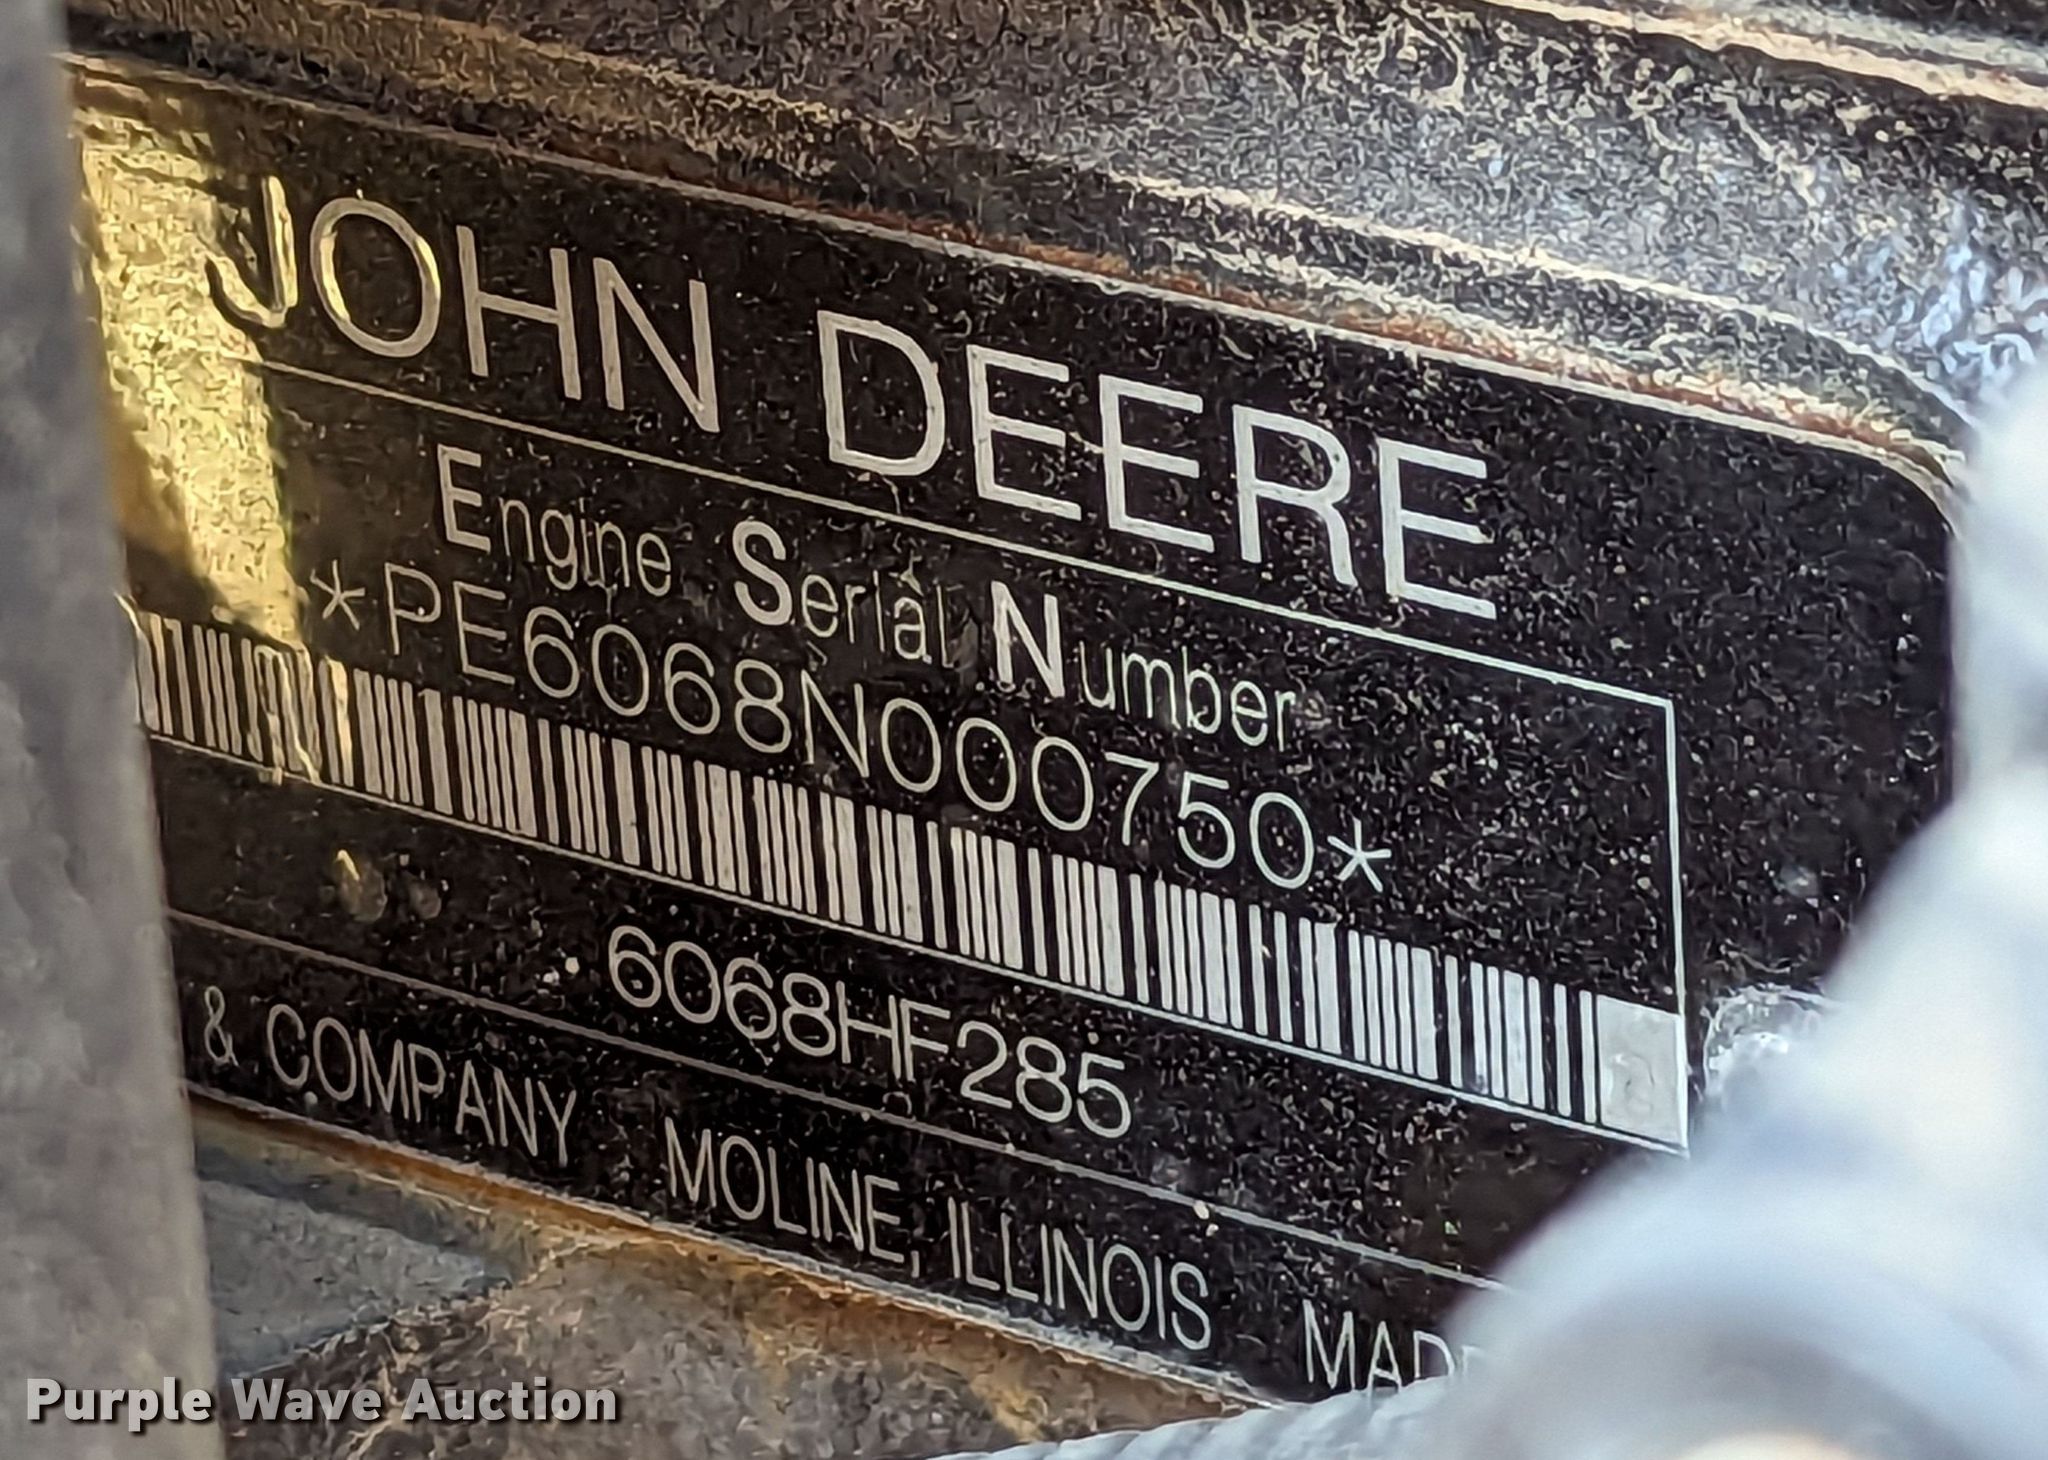 JOHN DEERE
Engine Serial Number
*PE6068N000750*
6068HF285
& COMPANY MOLINE, ILLINOIS
Purple Wave Auction